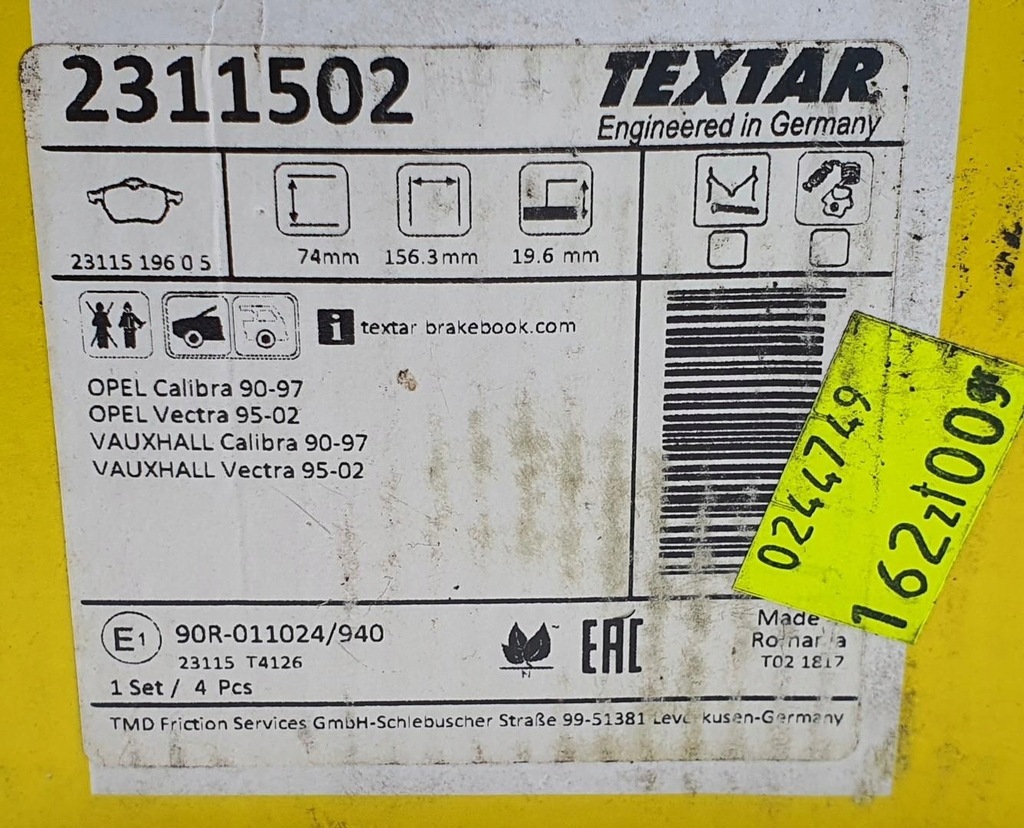 2311502
TEXTAR
Engineered in Germany
23115 196 0 5
74mm
156.3mm
19.6 mm
i textar brakebook.com
OPEL Calibra 90-97
OPEL Vectra 95-02
VAUXHALL Calibra 90-97
VAUXHALL Vectra 95-02
0244749
162zł00gr
E1 90R-011024/940
23115 T4126
1 Set / 4 Pcs
EAC
Made
Romania
T02 1817
TMD Friction Services GmbH-Schlebuscher Straße 99-51381 Leverkusen-Germany